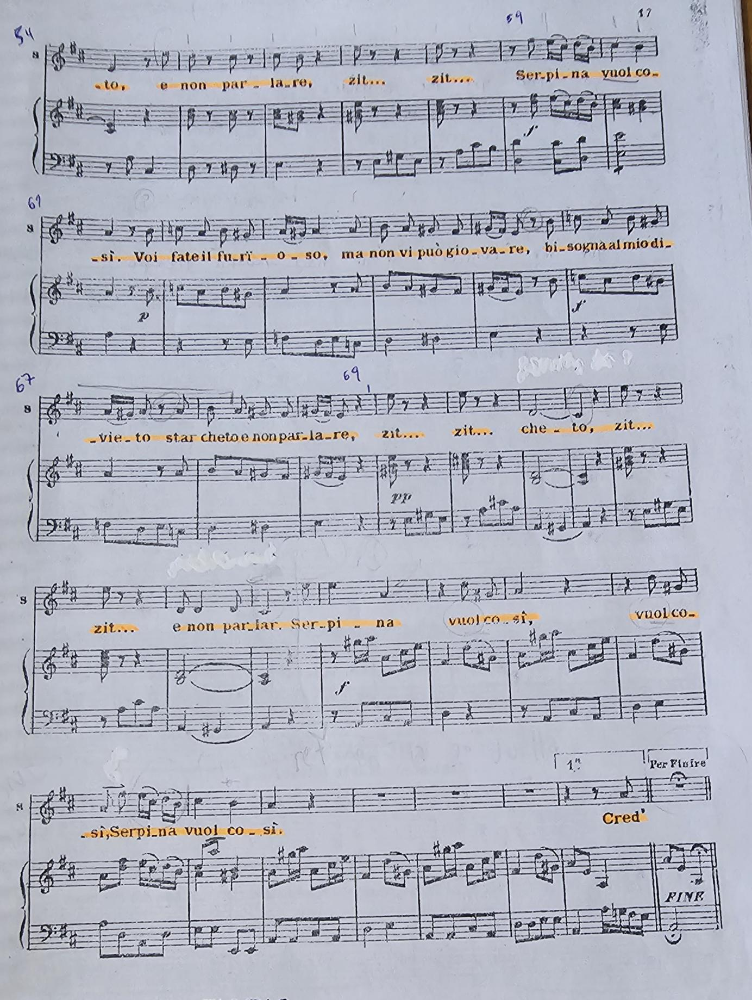 59 17
54
S
-to, e non par - la-re, zit... zit... Ser-pi-na vuol co-
f
61
S
-sì. Voi fate il fu-rï - o - so, ma non vi può gio-va-re, bi-sogna al mio di-
p f
67 69
S
-vie-to star cheto e non par-la-re, zit... zit... che - to, zit...
pp
S
zit... e non par-lar. Ser-pi - na vuol co-sì, vuol co-
f
1ª Per Finire
S
-sì, Serpi-na vuol co-sì. Cred'
FINE